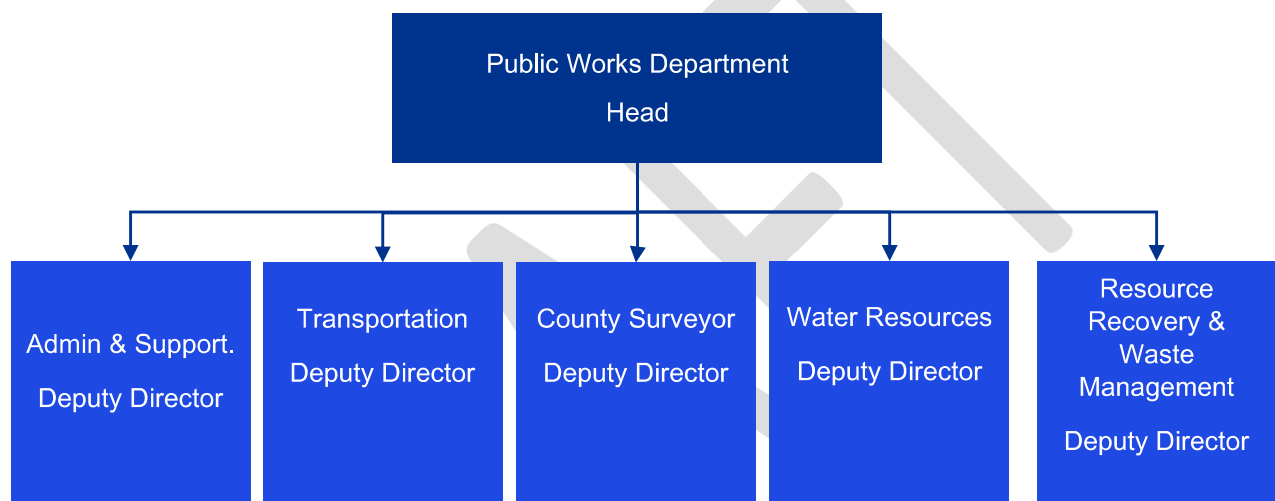 Public Works Department
Head
Admin & Support.
Deputy Director
Transportation
Deputy Director
County Surveyor
Deputy Director
Water Resources
Deputy Director
Resource
Recovery &
Waste
Management
Deputy Director